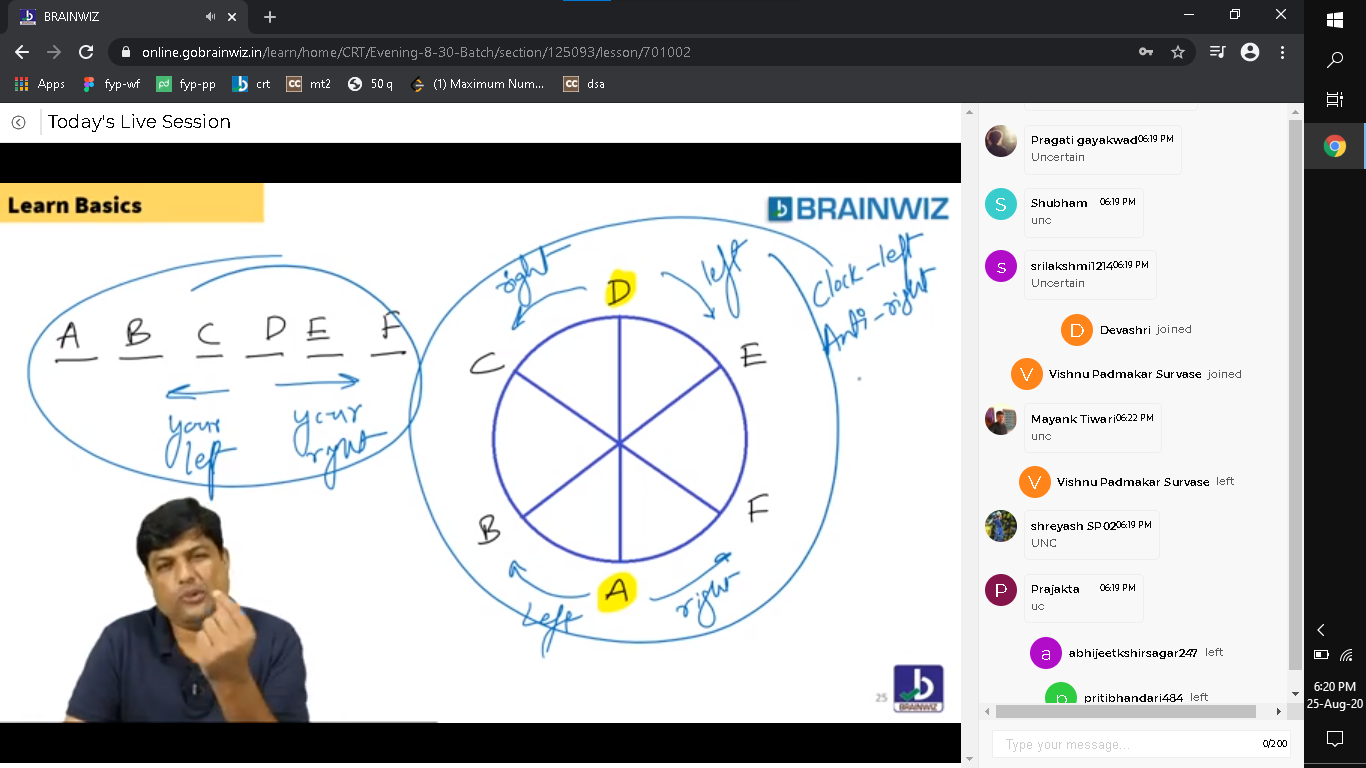 BRAINWIZ
online.gobrainwiz.in/learn/home/CRT/Evening-8-30-Batch/section/125093/lesson/701002
Apps fyp-wf fyp-pp crt mt2 50 q (1) Maximum Num... dsa
Today's Live Session
Learn Basics
BRAINWIZ
A B C D E F
your left
your right
right
left
D
Clock-left
Anti-right
C
E
B
F
A
Left
right
25
BRAINWIZ
Pragati gayakwad 06:19 PM
Uncertain
S
Shubham 06:19 PM
unc
s
srilakshmi1214 06:19 PM
Uncertain
D
Devashri joined
V
Vishnu Padmakar Survase joined
Mayank Tiwari 06:22 PM
unc
V
Vishnu Padmakar Survase left
shreyash SP02 06:19 PM
UNC
P
Prajakta 06:19 PM
uc
a
abhijeetkshirsagar247 left
p
pritibhandari484 left
Type your message... 0/200
6:20 PM
25-Aug-20